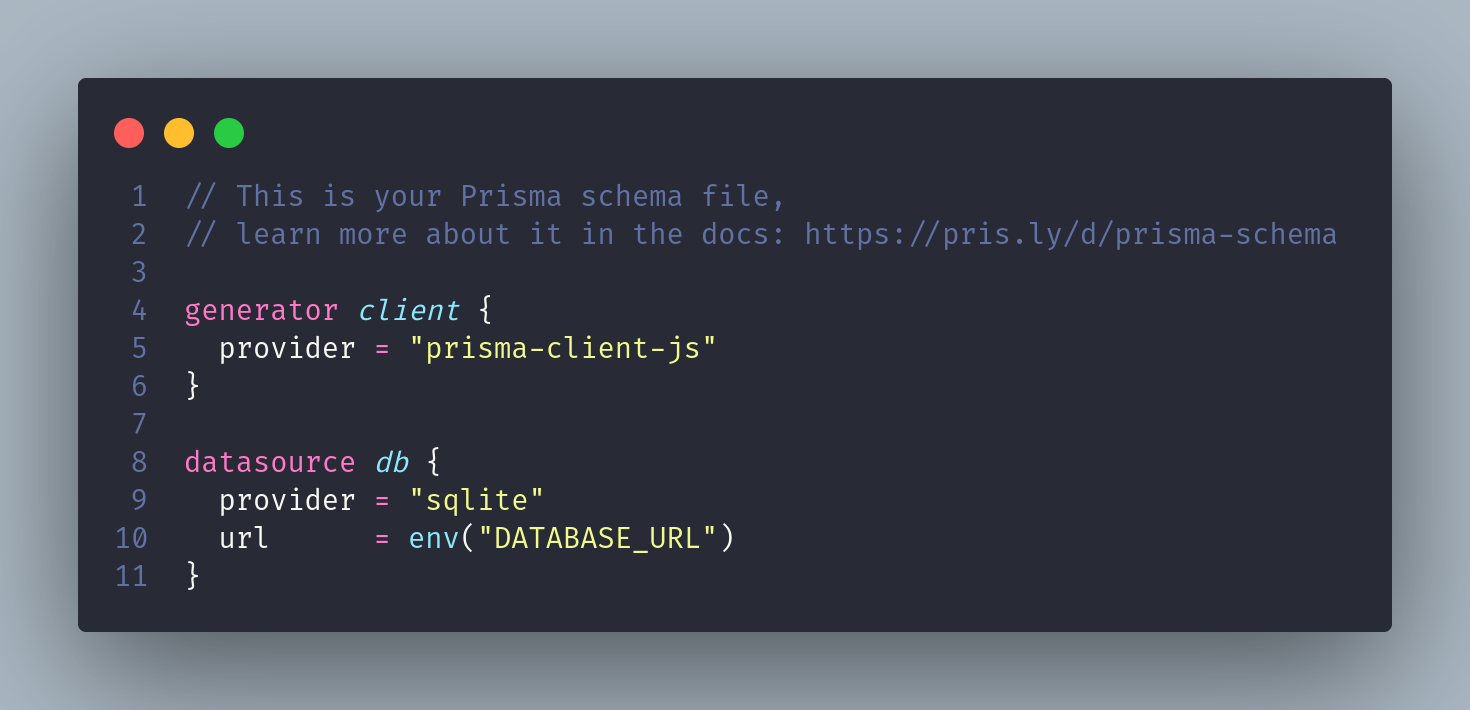 1 // This is your Prisma schema file,
2 // learn more about it in the docs: https://pris.ly/d/prisma-schema
3
4 generator client {
5   provider = "prisma-client-js"
6 }
7
8 datasource db {
9   provider = "sqlite"
10   url      = env("DATABASE_URL")
11 }